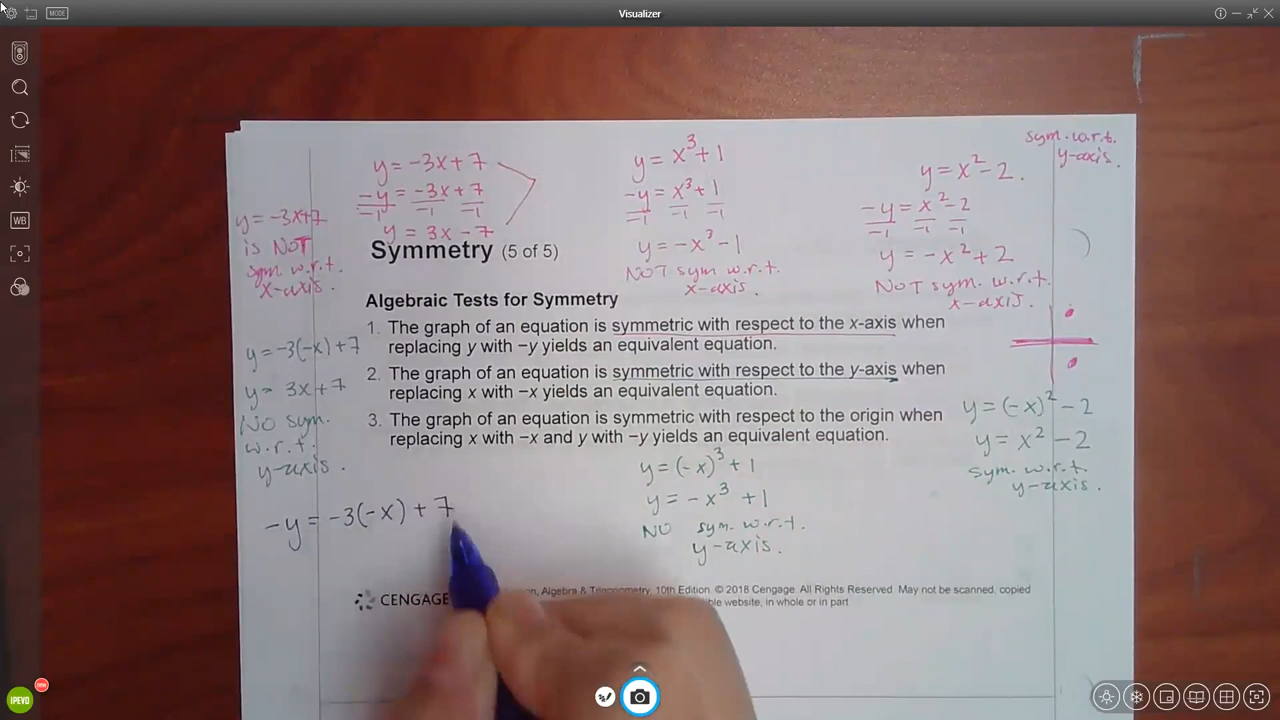 MODE
Visualizer
WB
sym. w.r.t.
y-axis.
y = -3x + 7
-y = -3x + 7
-1 -1 -1
y = 3x - 7
y = x³ + 1
-y = x³ + 1
-1 -1 -1
y = -x³ - 1
NOT sym w.r.t.
x-axis.
y = x² - 2.
-y = x² - 2
-1 -1 -1
y = -x² + 2
NOT sym. w.r.t.
x-axis.
y = -3x+7
is NOT
sym w.r.t.
x-axis.
Symmetry (5 of 5)
Algebraic Tests for Symmetry
1. The graph of an equation is symmetric with respect to the x-axis when
replacing y with −y yields an equivalent equation.
2. The graph of an equation is symmetric with respect to the y-axis when
replacing x with −x yields an equivalent equation.
3. The graph of an equation is symmetric with respect to the origin when
replacing x with −x and y with −y yields an equivalent equation.
y = -3(-x) + 7
y = 3x + 7
No sym.
w.r.t.
y-axis.
y = (-x)² - 2
y = x² - 2
sym. w.r.t.
y-axis.
y = (-x)³ + 1
y = -x³ + 1
NO sym. w.r.t.
y-axis.
-y = -3(-x) + 7
CENGAGE
Algebra & Trigonometry, 10th Edition. © 2018 Cengage. All Rights Reserved. May not be scanned, copied
website, in whole or in part
IPEVO
new